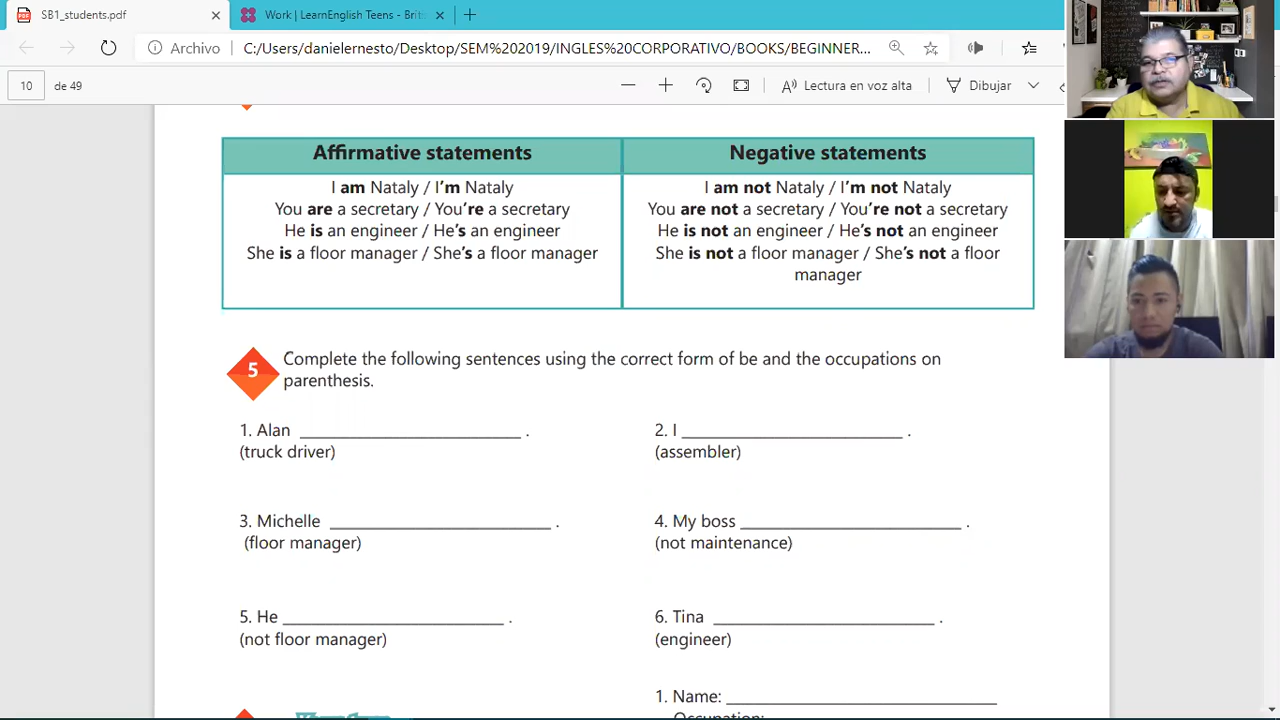 SB1_students.pdf
Work | LearnEnglish Teens - Brit
Archivo
C:/Users/danielernesto/DESKtop/SEM%202019/INGLES%20CORPORATIVO/BOOKS/BEGINNER
10 de 49
Lectura en voz alta
Dibujar
Affirmative statements
I am Nataly / I'm Nataly
You are a secretary / You're a secretary
He is an engineer / He's an engineer
She is a floor manager / She's a floor manager
Negative statements
I am not Nataly / I'm not Nataly
You are not a secretary / You're not a secretary
He is not an engineer / He's not an engineer
She is not a floor manager / She's not a floor
manager
5
Complete the following sentences using the correct form of be and the occupations on
parenthesis.
1. Alan ________________________ .
(truck driver)
2. I ________________________ .
(assembler)
3. Michelle ________________________ .
(floor manager)
4. My boss ________________________ .
(not maintenance)
5. He ________________________ .
(not floor manager)
6. Tina ________________________ .
(engineer)
1. Name: ______________________________
Occupation: